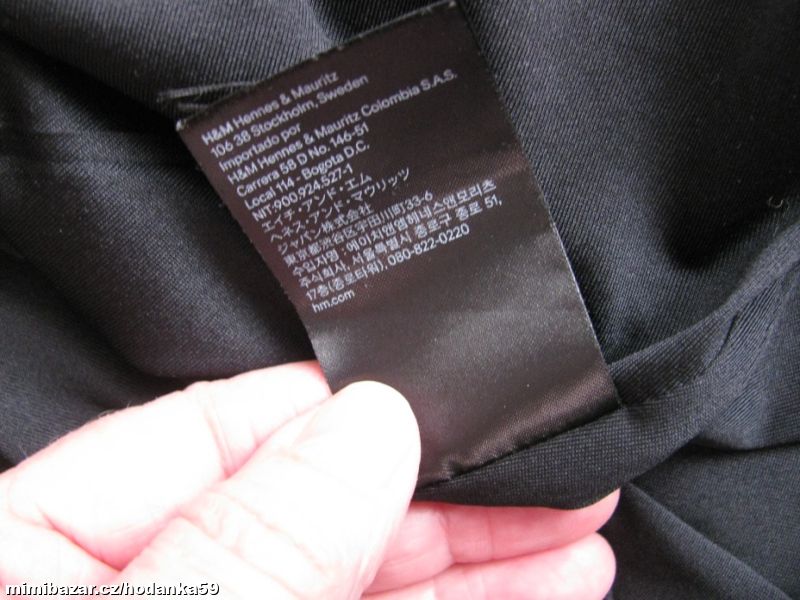 H&M Hennes & Mauritz
106 38 Stockholm, Sweden
Importado por
H&M Hennes & Mauritz Colombia S.A.S.
Carrera 58 D No. 146-51
Local 114 - Bogota D.C.
NIT:900.924.527-1
エイチ・アンド・エム
ヘネス・アンド・マウリッツ
ジャパン株式会社
東京都渋谷区宇田川町33-6
수입자명 : 에이치앤엠헤네스앤모리츠
주식회사, 서울특별시 종로구 종로 51,
17층(종로타워), 080-822-0220
hm.com
mimibazar.cz/hodanka59